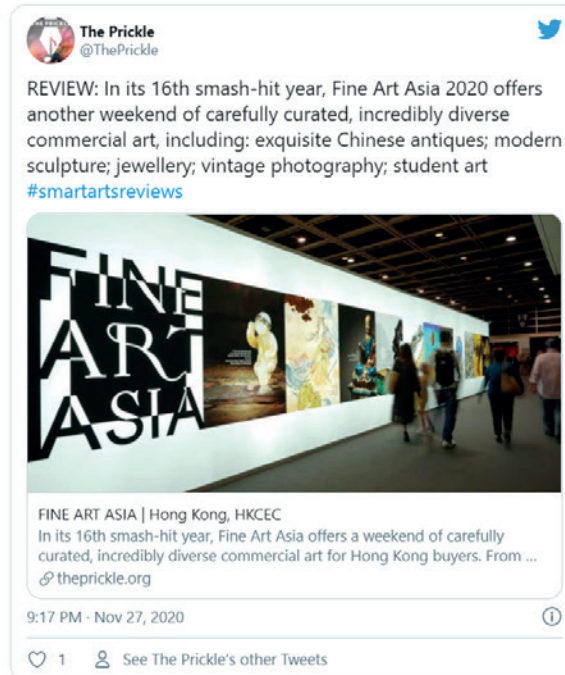 The Prickle
@ThePrickle
REVIEW: In its 16th smash-hit year, Fine Art Asia 2020 offers
another weekend of carefully curated, incredibly diverse
commercial art, including: exquisite Chinese antiques; modern
sculpture; jewellery; vintage photography; student art
#smartartsreviews
FINE
ART
ASIA
FINE ART ASIA | Hong Kong, HKCEC
In its 16th smash-hit year, Fine Art Asia offers a weekend of carefully
curated, incredibly diverse commercial art for Hong Kong buyers. From ...
theprickle.org
9:17 PM · Nov 27, 2020
1
See The Prickle's other Tweets